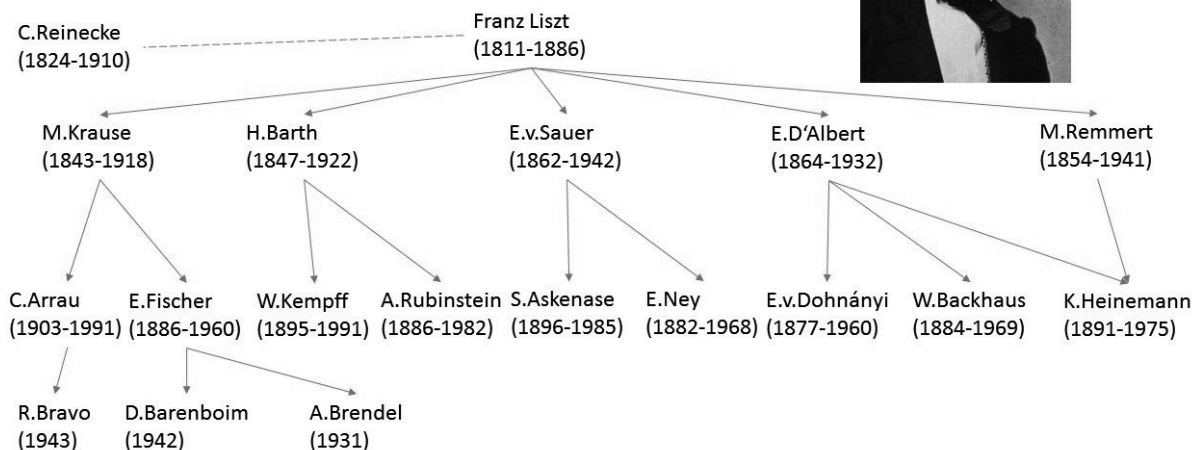 C.Reinecke
(1824-1910)
Franz Liszt
(1811-1886)
M.Krause
(1843-1918)
H.Barth
(1847-1922)
E.v.Sauer
(1862-1942)
E.D‘Albert
(1864-1932)
M.Remmert
(1854-1941)
C.Arrau
(1903-1991)
E.Fischer
(1886-1960)
W.Kempff
(1895-1991)
A.Rubinstein
(1886-1982)
S.Askenase
(1896-1985)
E.Ney
(1882-1968)
E.v.Dohnányi
(1877-1960)
W.Backhaus
(1884-1969)
K.Heinemann
(1891-1975)
R.Bravo
(1943)
D.Barenboim
(1942)
A.Brendel
(1931)